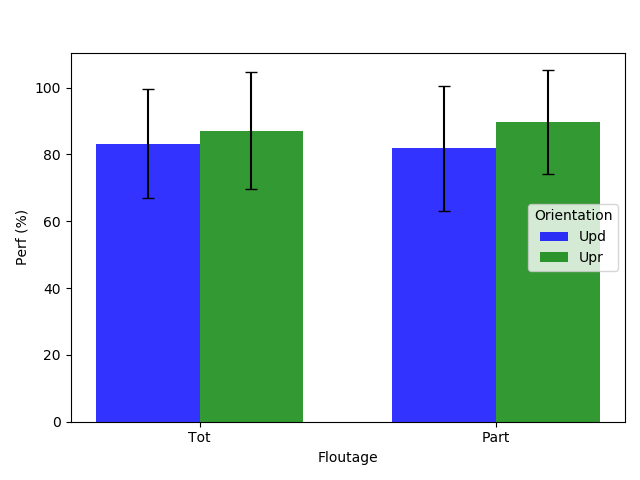 100
80
60
40
20
0
Perf (%)
Orientation
Upd
Upr
Tot
Part
Floutage